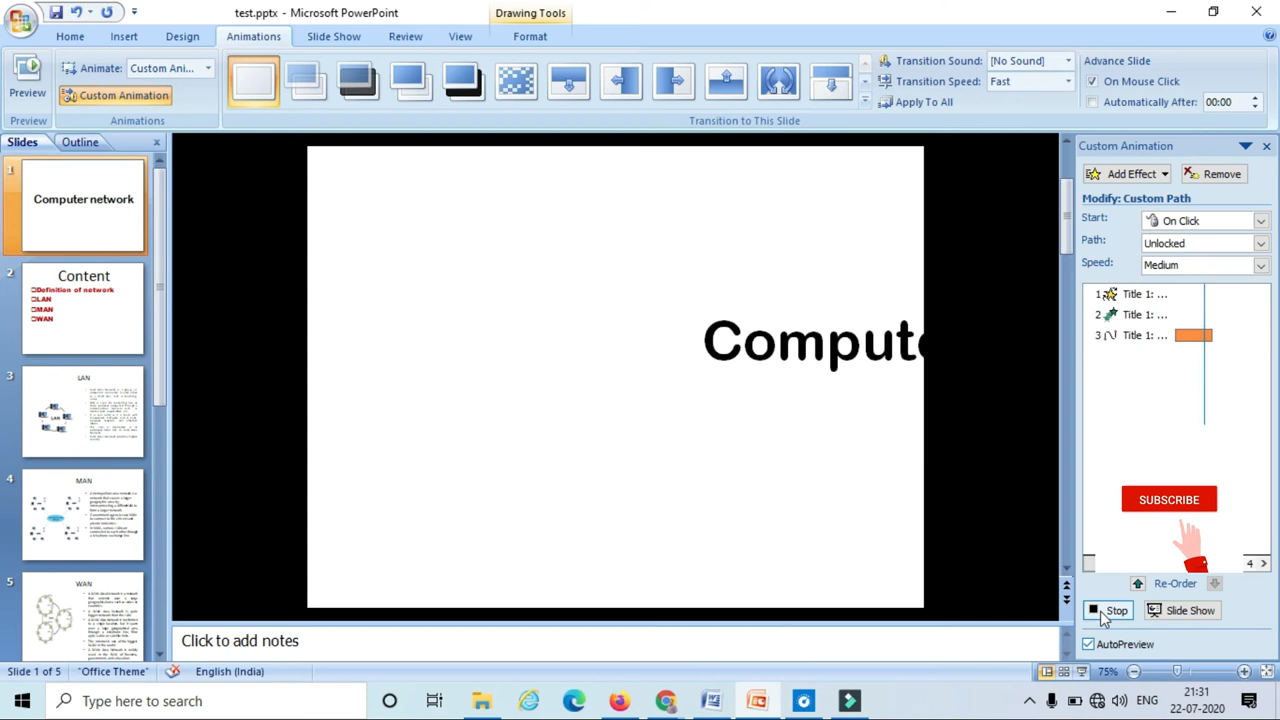 test.pptx - Microsoft PowerPoint
Drawing Tools
Home Insert Design Animations Slide Show Review View Format
Preview
Animate: Custom Ani...
Custom Animation
Transition Sound: [No Sound]
Transition Speed: Fast
Apply To All
Advance Slide
On Mouse Click
Automatically After: 00:00
Preview Animations Transition to This Slide
Slides Outline
1
Computer network
2
Content
Definition of network
LAN
MAN
WAN
3
LAN
4
MAN
5
WAN
Compute
Custom Animation
Add Effect Remove
Modify: Custom Path
Start: On Click
Path: Unlocked
Speed: Medium
1 Title 1: ...
2 Title 1: ...
3 Title 1: ...
SUBSCRIBE
4
Re-Order
Stop Slide Show
AutoPreview
Click to add notes
Slide 1 of 5 "Office Theme" English (India) 75%
Type here to search
ENG
21:31
22-07-2020